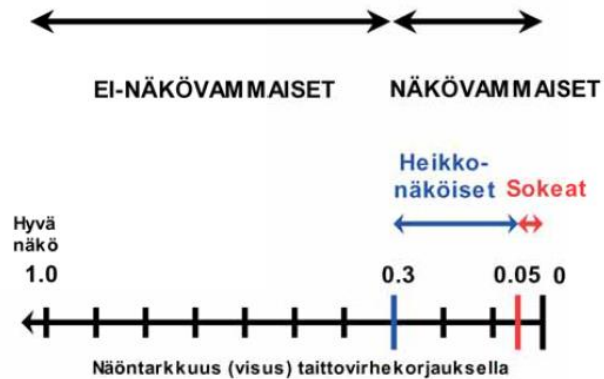 EI-NÄKÖVAMMAISET
NÄKÖVAMMAISET
Heikko-
näköiset
Sokeat
Hyvä
näkö
1.0
0.3
0.05
0
Näöntarkkuus (visus) taittovirhekorjauksella